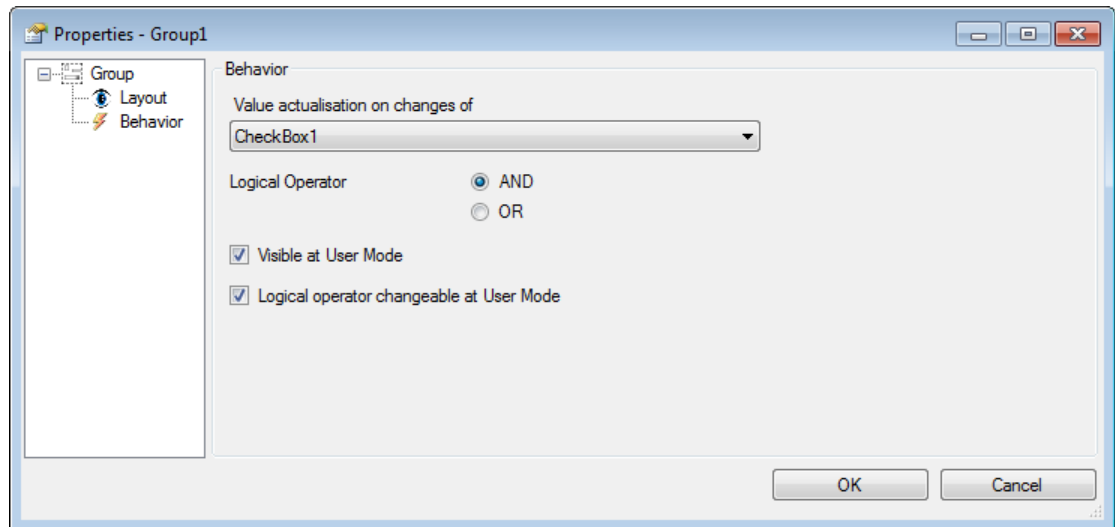 Properties - Group1
Group
Layout
Behavior
Behavior
Value actualisation on changes of
CheckBox1
Logical Operator
AND
OR
Visible at User Mode
Logical operator changeable at User Mode
OK
Cancel